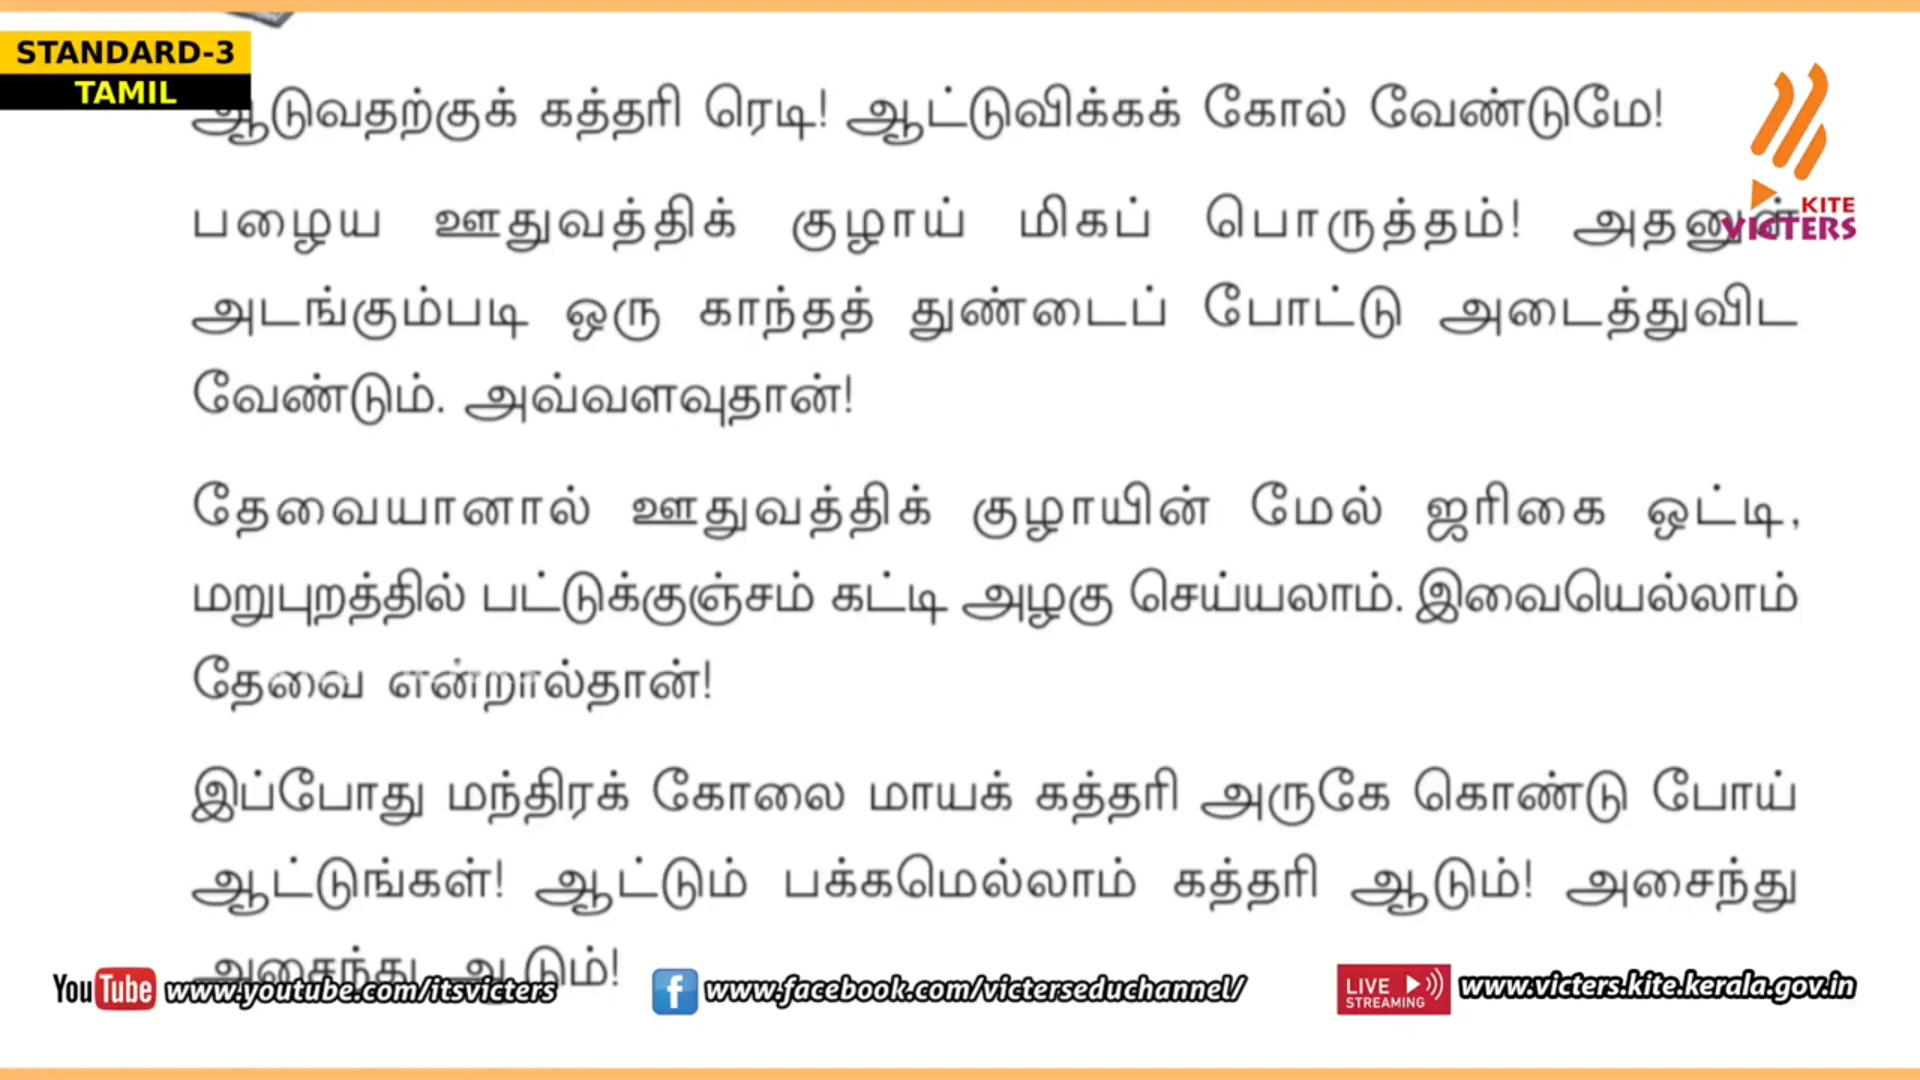 STANDARD-3
TAMIL
ஆடுவதற்குக் கத்தரி ரெடி! ஆட்டுவிக்கக் கோல் வேண்டுமே!
பழைய ஊதுவத்திக் குழாய் மிகப் பொருத்தம்! அதனுள்
KITE
VICTERS
அடங்கும்படி ஒரு காந்தத் துண்டைப் போட்டு அடைத்துவிட
வேண்டும். அவ்வளவுதான்!
தேவையானால் ஊதுவத்திக் குழாயின் மேல் ஜரிகை ஒட்டி,
மறுபுறத்தில் பட்டுக்குஞ்சம் கட்டி அழகு செய்யலாம். இவையெல்லாம்
தேவை என்றால்தான்!
இப்போது மந்திரக் கோலை மாயக் கத்தரி அருகே கொண்டு போய்
ஆட்டுங்கள்! ஆட்டும் பக்கமெல்லாம் கத்தரி ஆடும்! அசைந்து
அசைந்து ஆடும்!
YouTube www.youtube.com/itsvicters
f www.facebook.com/victerseduchannel/
LIVE STREAMING www.victers.kite.kerala.gov.in